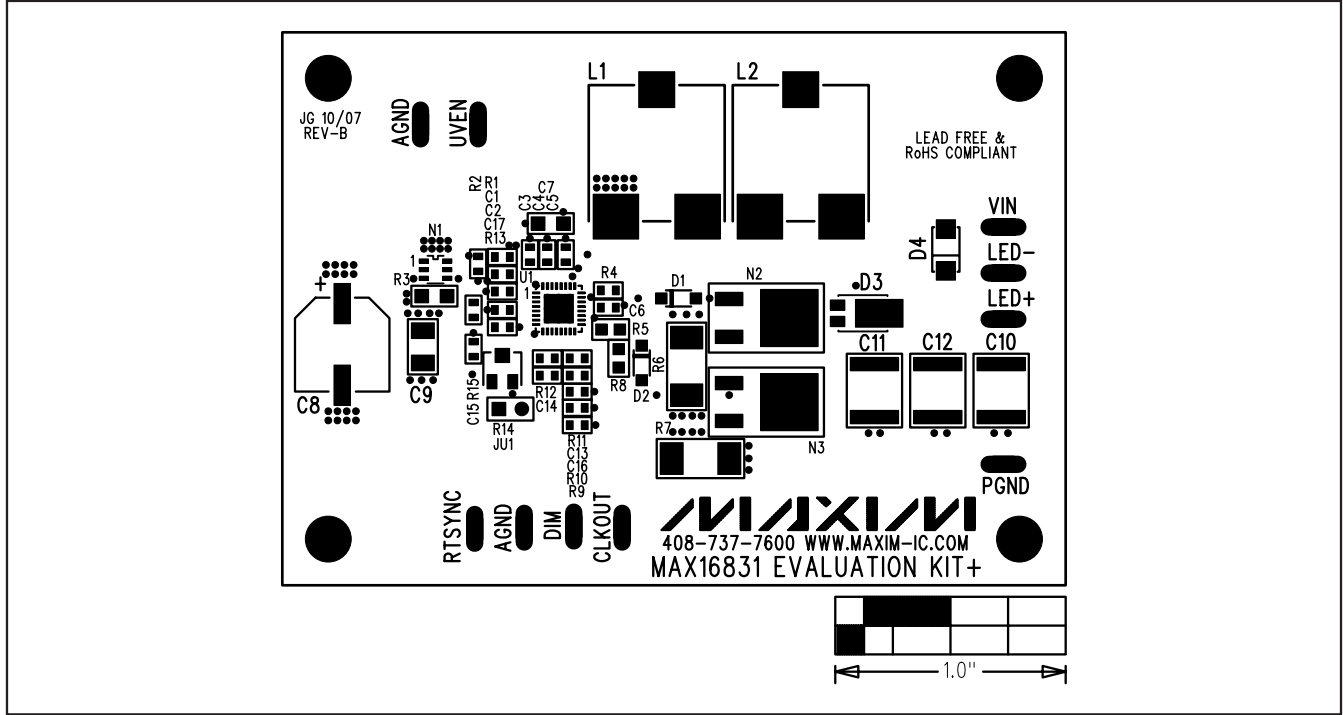 JG 10/07
REV-B
AGND
UVEN
L1
L2
LEAD FREE &
RoHS COMPLIANT
R2
R1
C1
C2
C17
R13
C3
C4
C7
C5
VIN
LED-
LED+
D4
N1
1
R3
+
U1
1
R4
C6
R5
D1
N2
D3
C11
C12
C10
C8
C9
C15
R15
R14
JU1
R12
C14
R8
D2
R6
R7
N3
R11
C13
C16
R10
R9
PGND
RTSYNC
AGND
DIM
CLKOUT
MAXIM
408-737-7600 WWW.MAXIM-IC.COM
MAX16831 EVALUATION KIT+
1.0"